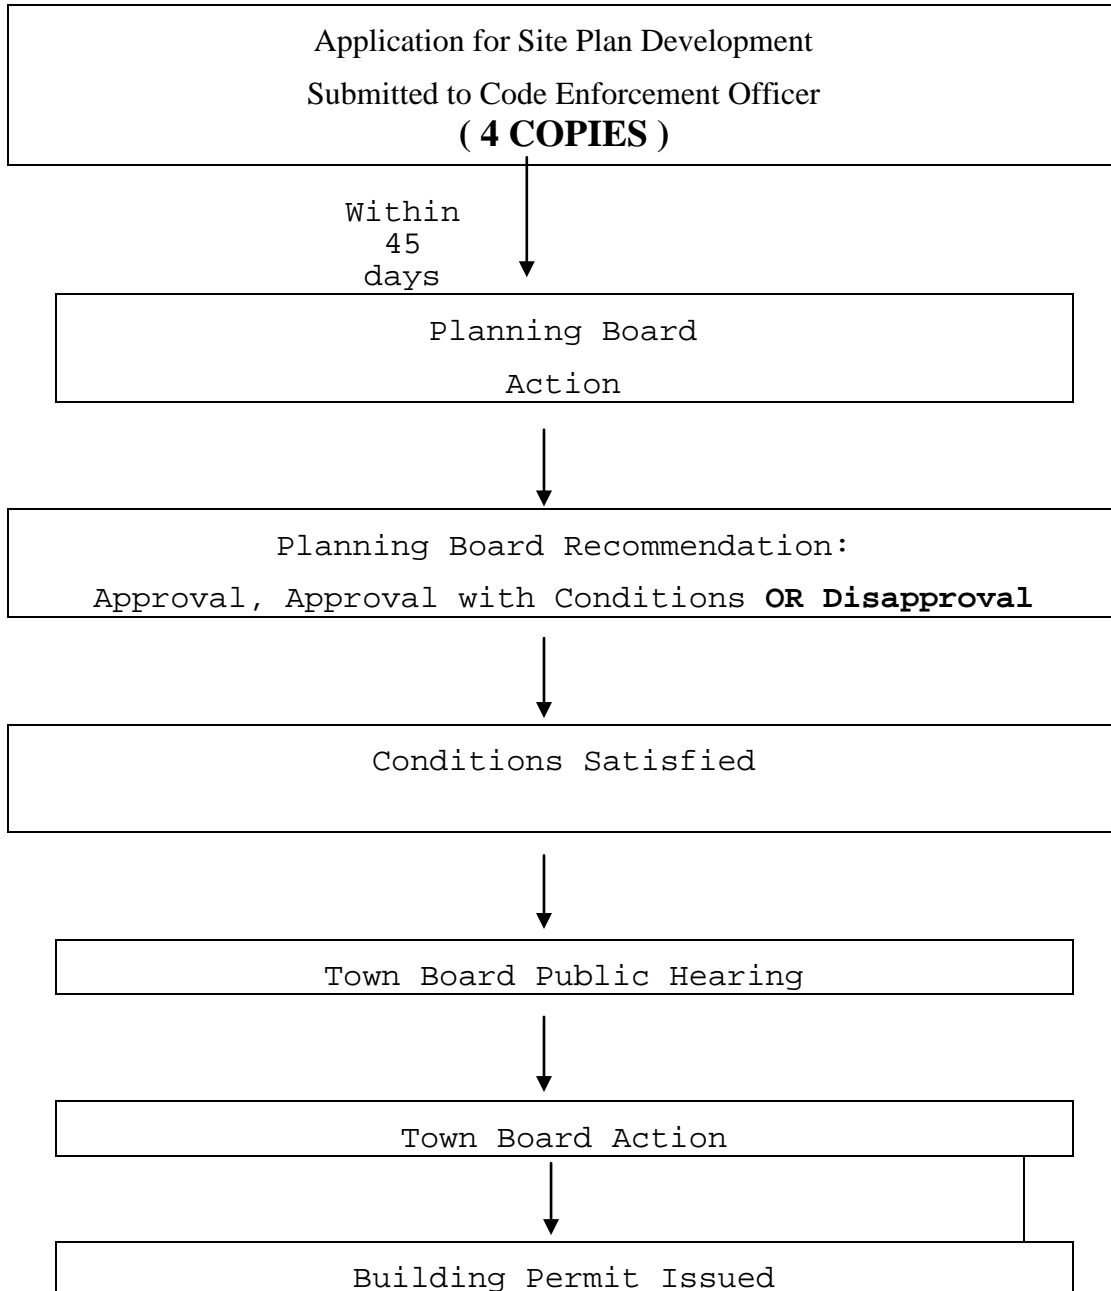 Application for Site Plan Development
Submitted to Code Enforcement Officer
( 4 COPIES )
Within
45
days
Planning Board
Action
Planning Board Recommendation:
Approval, Approval with Conditions OR Disapproval
Conditions Satisfied
Town Board Public Hearing
Town Board Action
Building Permit Issued